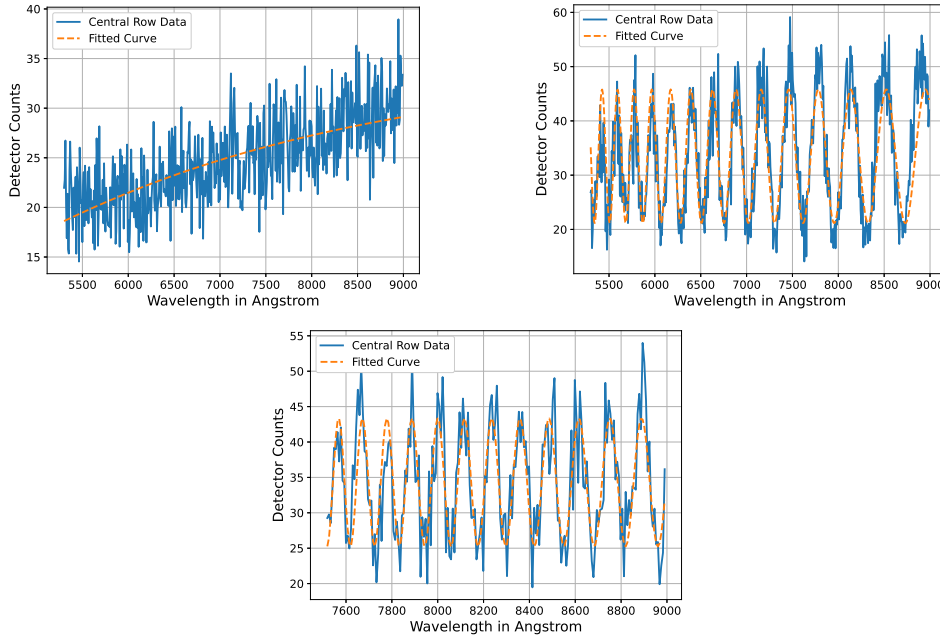 40
35
30
25
20
15
Detector Counts
Central Row Data
Fitted Curve
5500 6000 6500 7000 7500 8000 8500 9000
Wavelength in Angstrom
60
50
40
30
20
Detector Counts
Central Row Data
Fitted Curve
5500 6000 6500 7000 7500 8000 8500 9000
Wavelength in Angstrom
55
50
45
40
35
30
25
20
Detector Counts
Central Row Data
Fitted Curve
7600 7800 8000 8200 8400 8600 8800 9000
Wavelength in Angstrom